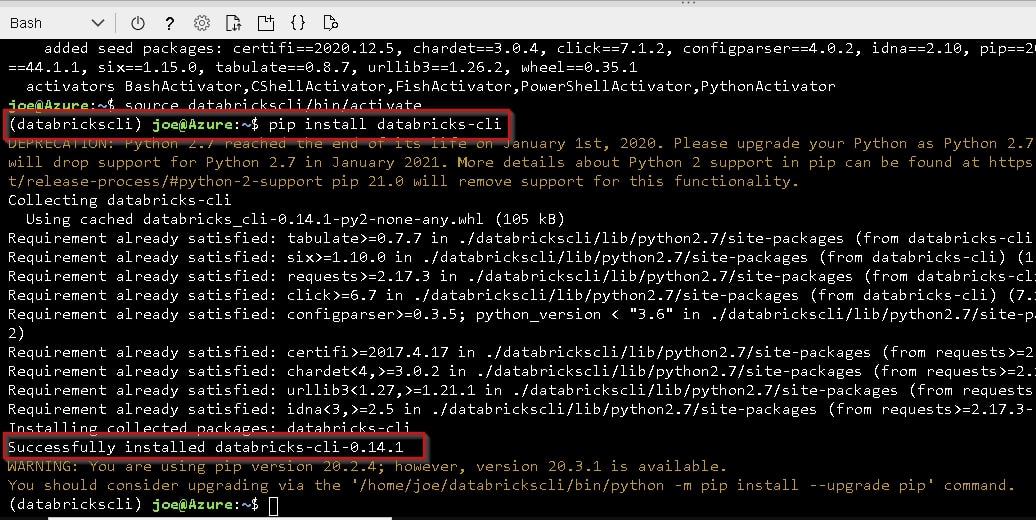 Bash
?
{}
added seed packages: certifi==2020.12.5, chardet==3.0.4, click==7.1.2, configparser==4.0.2, idna==2.10, pip==20
==44.1.1, six==1.15.0, tabulate==0.8.7, urllib3==1.26.2, wheel==0.35.1
activators BashActivator,CShellActivator,FishActivator,PowerShellActivator,PythonActivator
joe@Azure:~$ source databrickscli/bin/activate
(databrickscli) joe@Azure:~$ pip install databricks-cli
DEPRECATION: Python 2.7 reached the end of its life on January 1st, 2020. Please upgrade your Python as Python 2.7
will drop support for Python 2.7 in January 2021. More details about Python 2 support in pip can be found at https
t/release-process/#python-2-support pip 21.0 will remove support for this functionality.
Collecting databricks-cli
Using cached databricks_cli-0.14.1-py2-none-any.whl (105 kB)
Requirement already satisfied: tabulate>=0.7.7 in ./databrickscli/lib/python2.7/site-packages (from databricks-cli
Requirement already satisfied: six>=1.10.0 in ./databrickscli/lib/python2.7/site-packages (from databricks-cli) (1
Requirement already satisfied: requests>=2.17.3 in ./databrickscli/lib/python2.7/site-packages (from databricks-cl
Requirement already satisfied: click>=6.7 in ./databrickscli/lib/python2.7/site-packages (from databricks-cli) (7.
Requirement already satisfied: configparser>=0.3.5; python_version < "3.6" in ./databrickscli/lib/python2.7/site-p
2)
Requirement already satisfied: certifi>=2017.4.17 in ./databrickscli/lib/python2.7/site-packages (from requests>=2
Requirement already satisfied: chardet<4,>=3.0.2 in ./databrickscli/lib/python2.7/site-packages (from requests>=2.
Requirement already satisfied: urllib3<1.27,>=1.21.1 in ./databrickscli/lib/python2.7/site-packages (from requests
Requirement already satisfied: idna<3,>=2.5 in ./databrickscli/lib/python2.7/site-packages (from requests>=2.17.3-
Installing collected packages: databricks-cli
Successfully installed databricks-cli-0.14.1
WARNING: You are using pip version 20.2.4; however, version 20.3.1 is available.
You should consider upgrading via the '/home/joe/databrickscli/bin/python -m pip install --upgrade pip' command.
(databrickscli) joe@Azure:~$